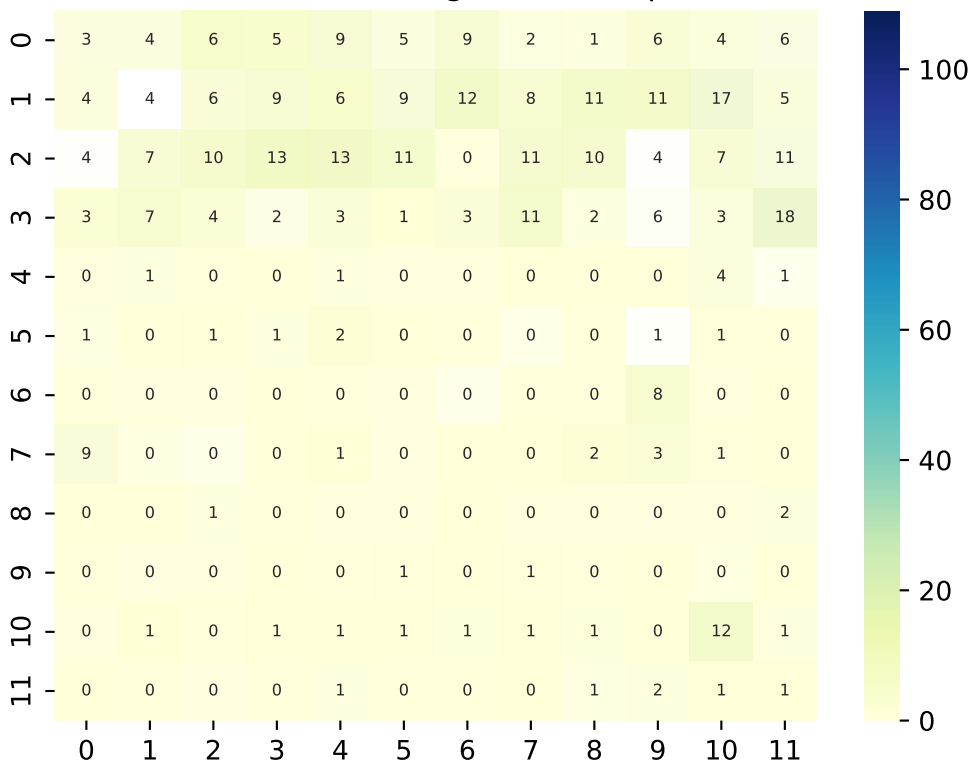 0 3 4 6 5 9 5 9 2 1 6 4 6
1 4 4 6 9 6 9 12 8 11 11 17 5
2 4 7 10 13 13 11 0 11 10 4 7 11
3 3 7 4 2 3 1 3 11 2 6 3 18
4 0 1 0 0 1 0 0 0 0 0 4 1
5 1 0 1 1 2 0 0 0 0 1 1 0
6 0 0 0 0 0 0 0 0 0 8 0 0
7 9 0 0 0 1 0 0 0 2 3 1 0
8 0 0 1 0 0 0 0 0 0 0 0 2
9 0 0 0 0 0 1 0 1 0 0 0 0
10 0 1 0 1 1 1 1 1 1 0 12 1
11 0 0 0 0 1 0 0 0 1 2 1 1
0 1 2 3 4 5 6 7 8 9 10 11
100
80
60
40
20
0